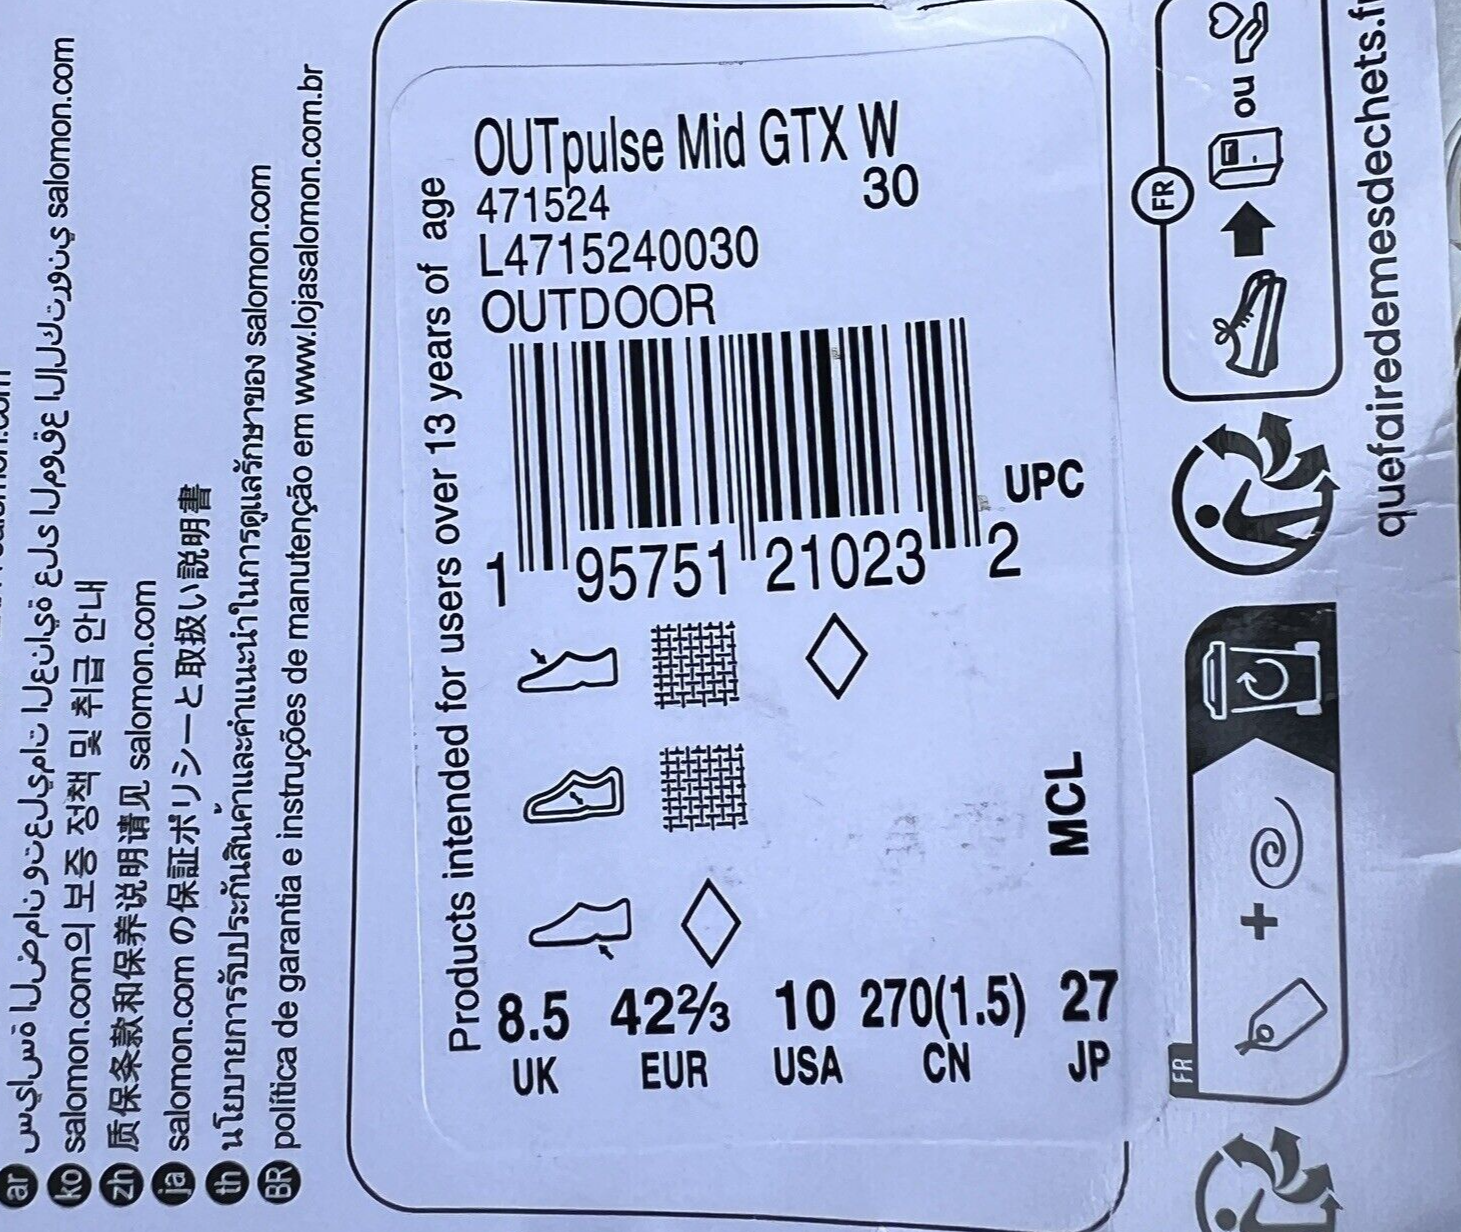 ar سياسة الضمان وتعليمات العناية على الموقع الالكتروني salomon.com
ko salomon.com의 보증 정책 및 취급 안내
zh 质保条款和保养说明请见 salomon.com
ja salomon.com の保証ポリシーと取扱い説明書
th นโยบายการรับประกันสินค้าและคำแนะนำในการดูแลรักษาของ salomon.com
BR política de garantia e instruções de manutenção em www.lojasalomon.com.br
Products intended for users over 13 years of age
OUTpulse Mid GTX W
471524 30
L4715240030
OUTDOOR
UPC
1 95751 21023 2
MCL
8.5 42⅔ 10 270(1.5) 27
UK EUR USA CN JP
FR
ou
FR
quefairedemesdechets.fr